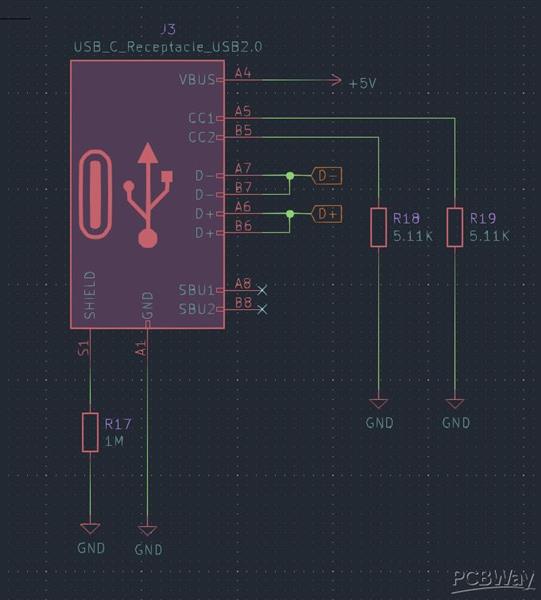 J3
USB_C_Receptacle_USB2.0
VBUS A4
+5V
CC1 A5
CC2 B5
D- A7
D-
D- B7
D+ A6
D+
D+ B6
R18
5.11K
R19
5.11K
SBU1 A8
SBU2 B8
SHIELD
GND
S1
A1
R17
1M
GND
GND
GND
GND
PCBWay